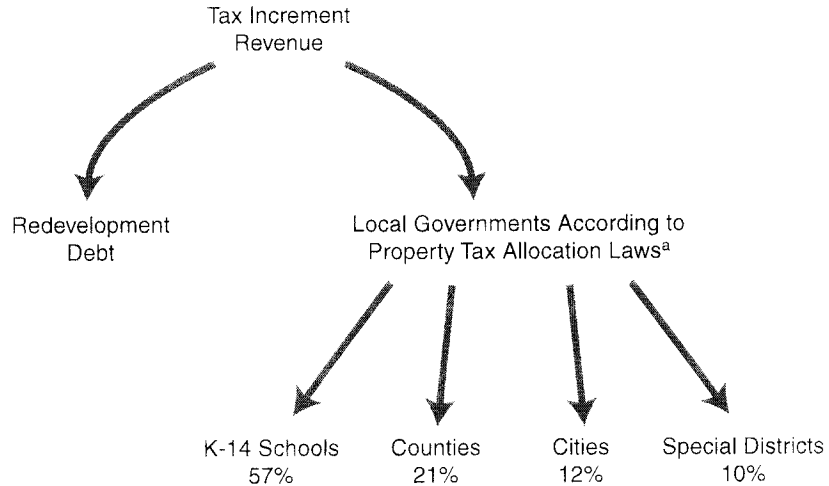 Tax Increment
Revenue
Redevelopment
Debt
Local Governments According to
Property Tax Allocation Lawsᵃ
K-14 Schools
57%
Counties
21%
Cities
12%
Special Districts
10%